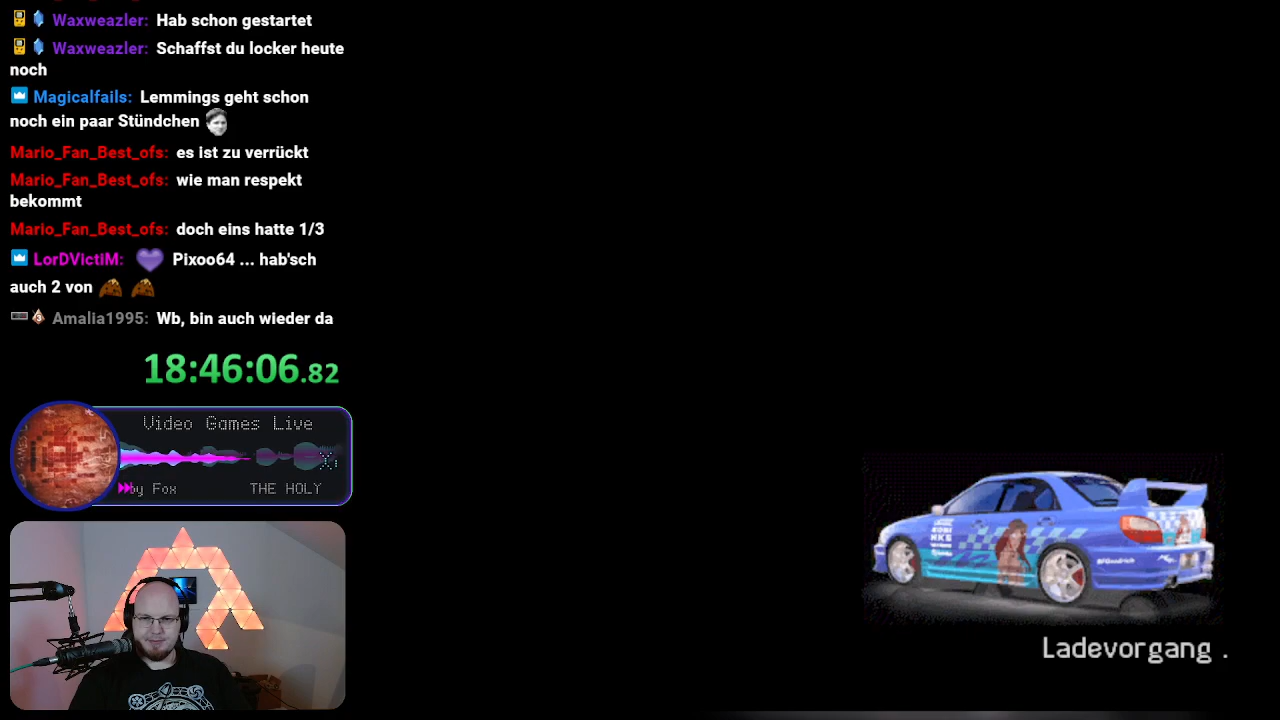 Waxweazler: Hab schon gestartet
Waxweazler: Schaffst du locker heute
noch
Magicalfails: Lemmings geht schon
noch ein paar Stündchen
Mario_Fan_Best_ofs: es ist zu verrückt
Mario_Fan_Best_ofs: wie man respekt
bekommt
Mario_Fan_Best_ofs: doch eins hatte 1/3
LorDVictiM: Pixoo64 ... hab'sch
auch 2 von
Amalia1995: Wb, bin auch wieder da
18:46:06.82
Video Games Live
by Fox THE HOLY
Ladevorgang .